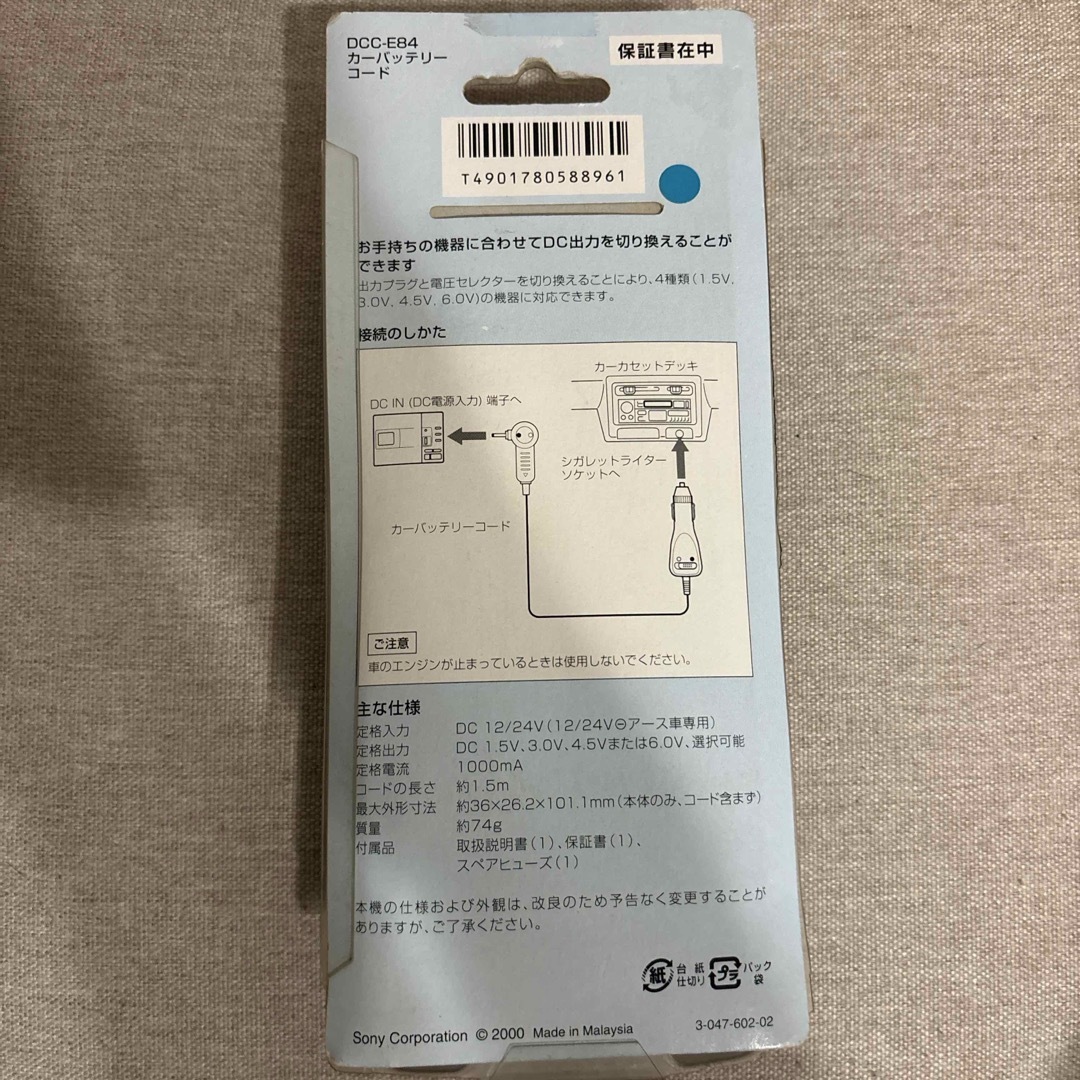 DCC-E84
カーバッテリー
コード
保証書在中
T4901780588961
お手持ちの機器に合わせてDC出力を切り換えることが
できます
出力プラグと電圧セレクターを切り換えることにより、4種類(1.5V,
3.0V, 4.5V, 6.0V)の機器に対応できます。
接続のしかた
カーカセットデッキ
DC IN (DC電源入力) 端子へ
シガレットライター
ソケットへ
カーバッテリーコード
ご注意
車のエンジンが止まっているときは使用しないでください。
主な仕様
定格入力 DC 12/24V(12/24V⊖アース車専用)
定格出力 DC 1.5V、3.0V、4.5Vまたは6.0V、選択可能
定格電流 1000mA
コードの長さ 約1.5m
最大外形寸法 約36×26.2×101.1mm(本体のみ、コード含まず)
質量 約74g
付属品 取扱説明書(1)、保証書(1)、
スペアヒューズ(1)
本機の仕様および外観は、改良のため予告なく変更することが
ありますが、ご了承ください。
紙 台紙 プラ パック
仕切り 袋
Sony Corporation © 2000 Made in Malaysia 3-047-602-02